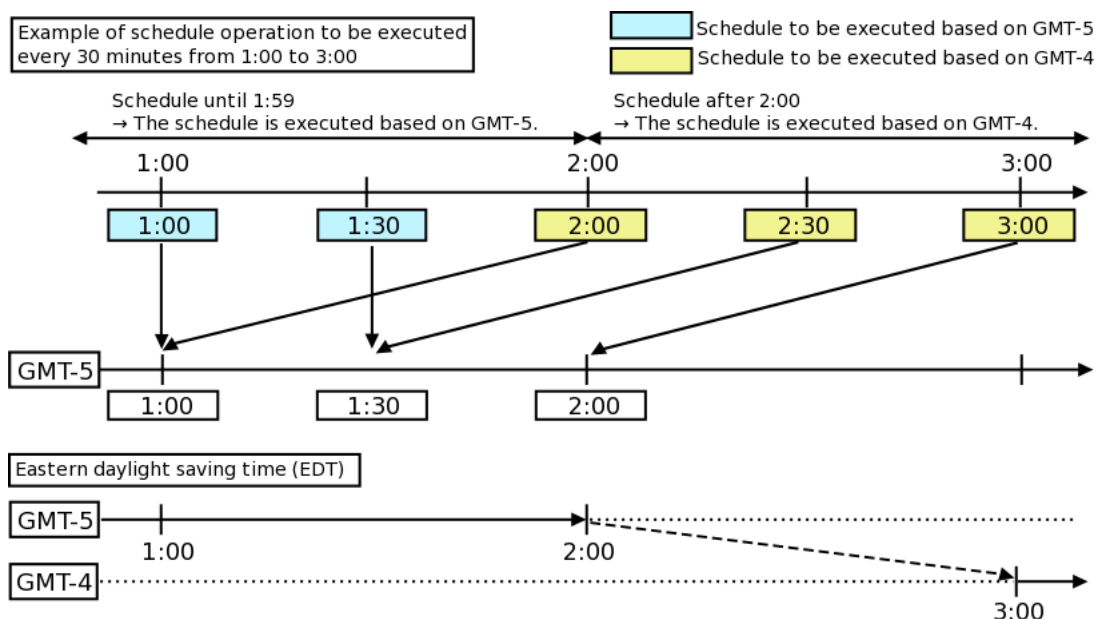 Example of schedule operation to be executed
every 30 minutes from 1:00 to 3:00
Schedule to be executed based on GMT-5
Schedule to be executed based on GMT-4
Schedule until 1:59
→ The schedule is executed based on GMT-5.
Schedule after 2:00
→ The schedule is executed based on GMT-4.
1:00 2:00 3:00
1:00 1:30 2:00 2:30 3:00
GMT-5
1:00 1:30 2:00
Eastern daylight saving time (EDT)
GMT-5
1:00 2:00
GMT-4
3:00